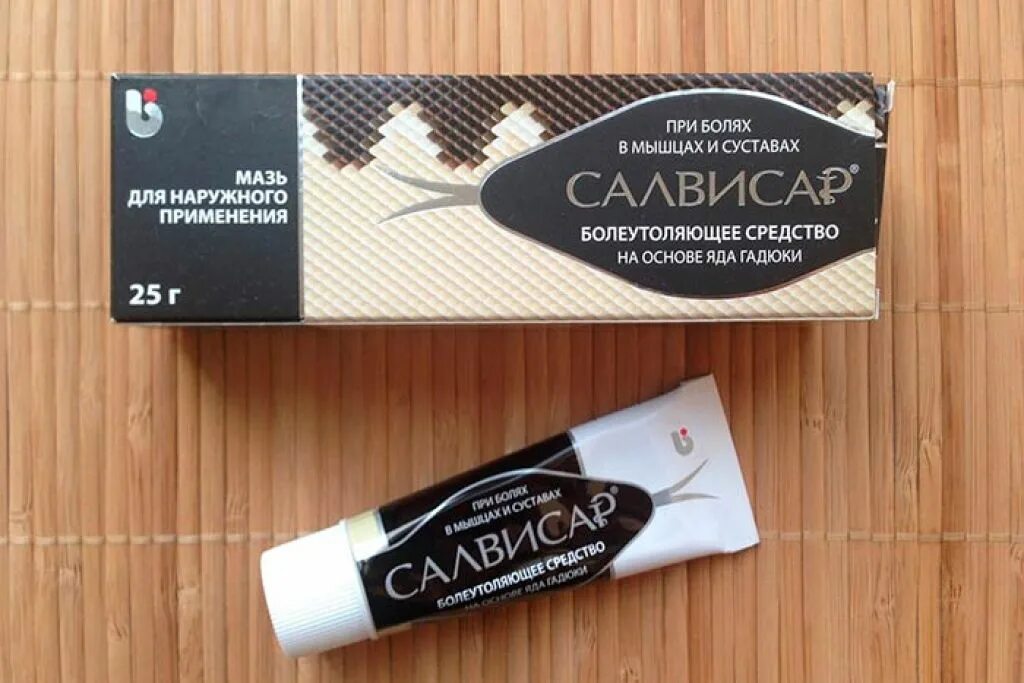 МАЗЬ
ДЛЯ НАРУЖНОГО
ПРИМЕНЕНИЯ
25 г
ПРИ БОЛЯХ
В МЫШЦАХ И СУСТАВАХ
САЛВИСАР®
БОЛЕУТОЛЯЮЩЕЕ СРЕДСТВО
НА ОСНОВЕ ЯДА ГАДЮКИ
ПРИ БОЛЯХ
В МЫШЦАХ И СУСТАВАХ
САЛВИСАР®
БОЛЕУТОЛЯЮЩЕЕ СРЕДСТВО
НА ОСНОВЕ ЯДА ГАДЮКИ